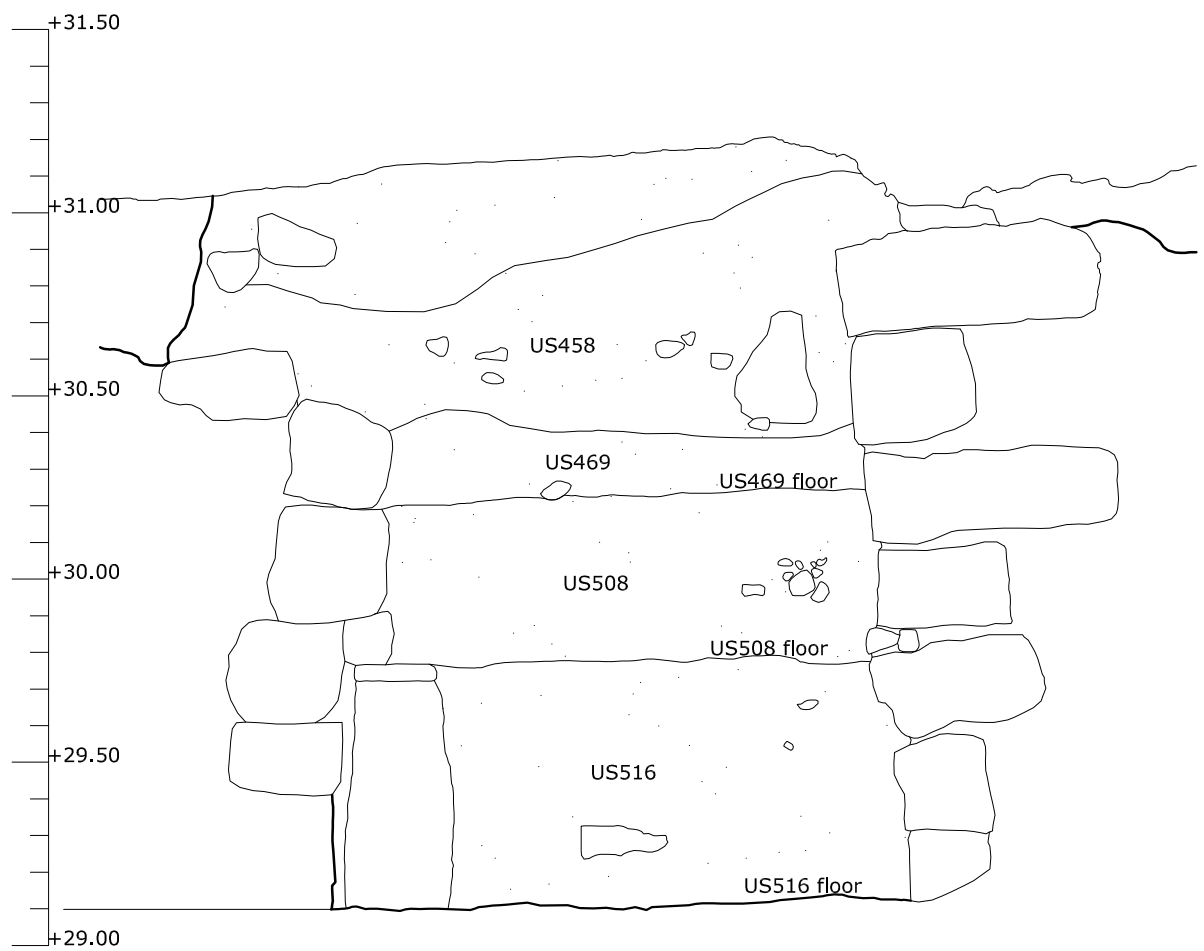 +31.50
+31.00
US458
+30.50
US469
US469 floor
+30.00
US508
US508 floor
+29.50
US516
US516 floor
+29.00